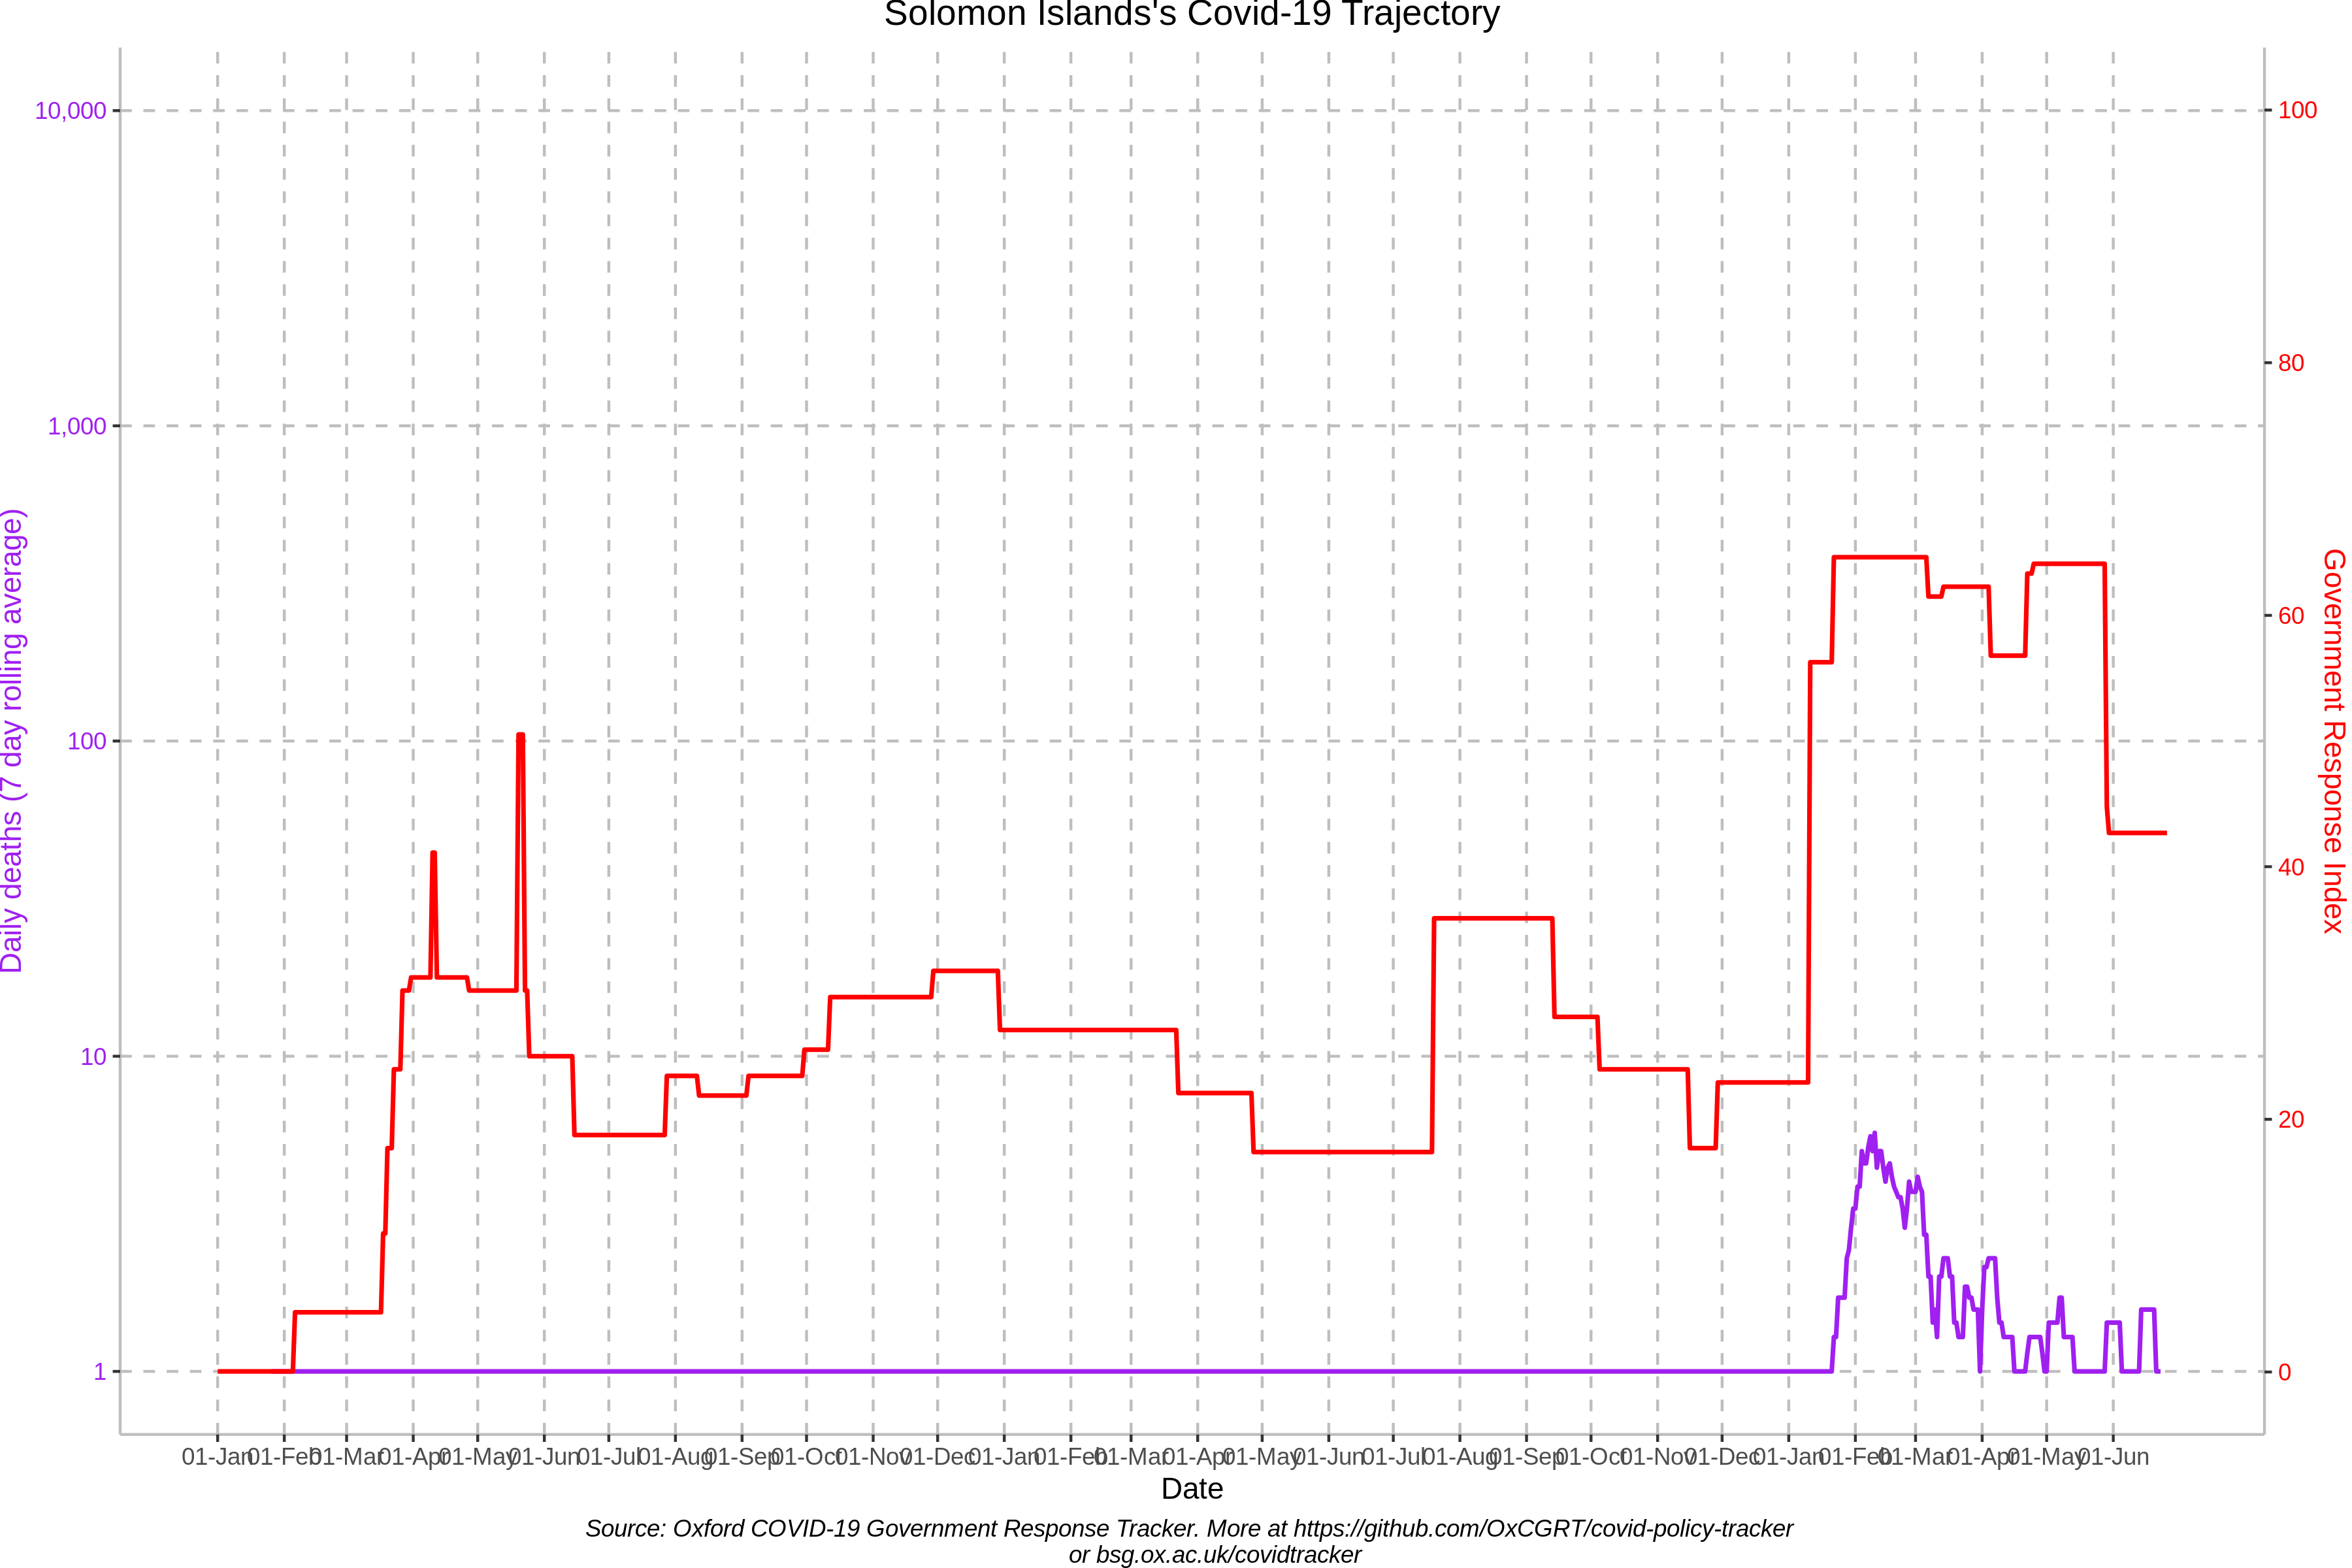 Solomon Islands's Covid-19 Trajectory
10,000
1,000
100
10
1
Daily deaths (7 day rolling average)
100
80
60
40
20
0
Government Response Index
01-Jan 01-Feb 01-Mar 01-Apr 01-May 01-Jun 01-Jul 01-Aug 01-Sep 01-Oct 01-Nov 01-Dec 01-Jan 01-Feb 01-Mar 01-Apr 01-May 01-Jun 01-Jul 01-Aug 01-Sep 01-Oct 01-Nov 01-Dec 01-Jan 01-Feb 01-Mar 01-Apr 01-May 01-Jun
Date
Source: Oxford COVID-19 Government Response Tracker. More at https://github.com/OxCGRT/covid-policy-tracker
or bsg.ox.ac.uk/covidtracker